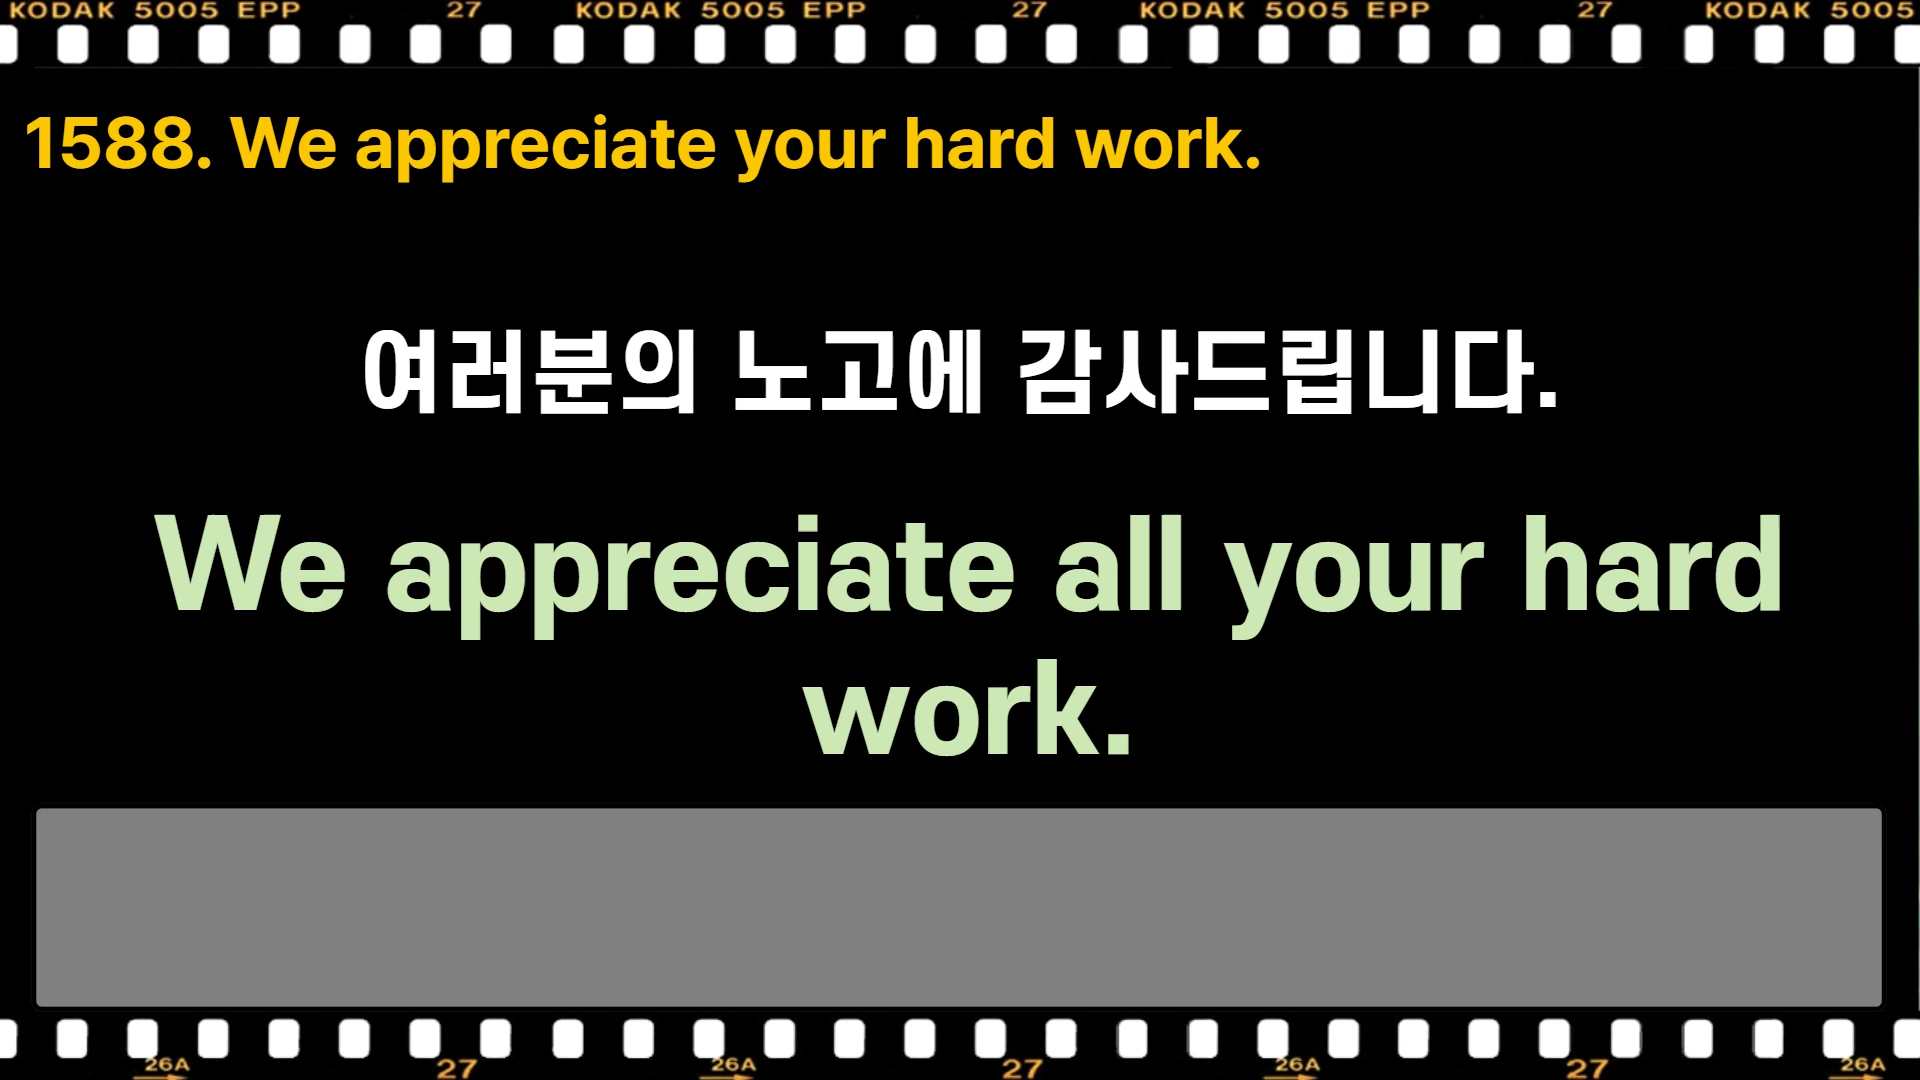 KODAK 5005 EPP 27 KODAK 5005 EPP 27 KODAK 5005 EPP 27 KODAK 5005
1588. We appreciate your hard work.
여러분의 노고에 감사드립니다.
We appreciate all your hard
work.
26A 27 26A 27 26A 27 26A